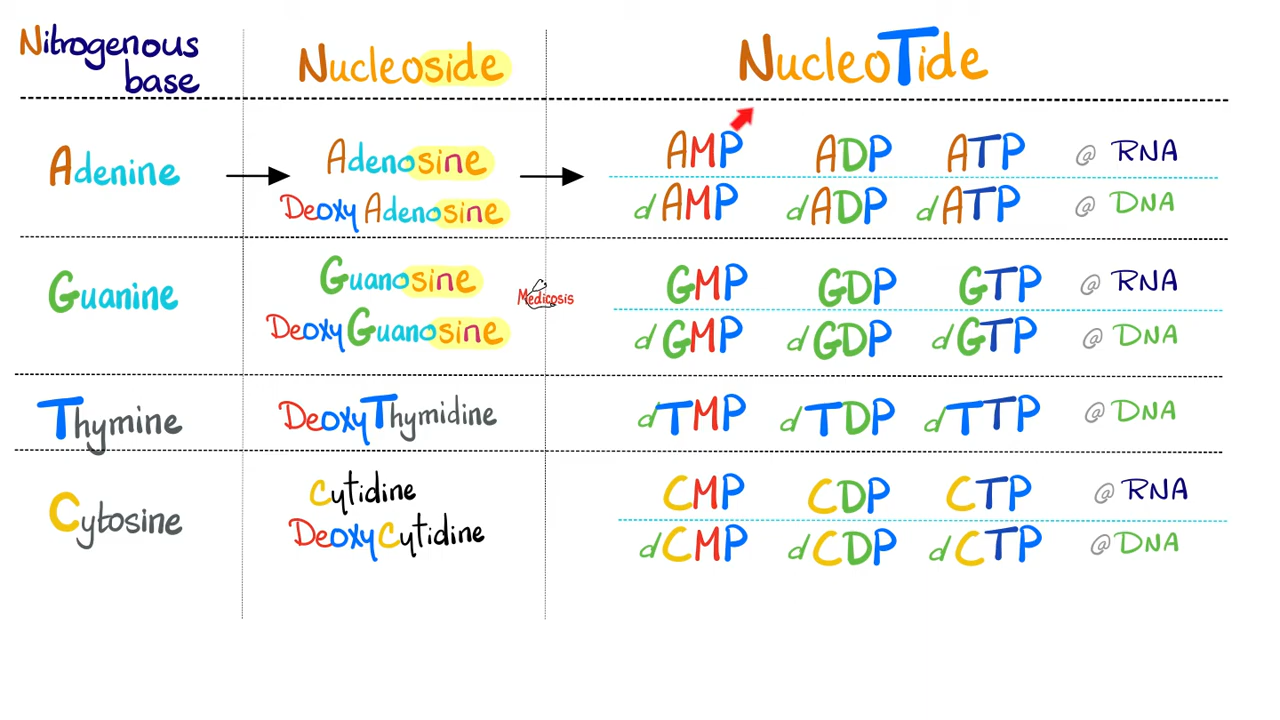 Nitrogenous base
Nucleoside
NucleoTide
Adenine
Adenosine
DeoxyAdenosine
AMP ADP ATP @ RNA
dAMP dADP dATP @ DNA
Guanine
Guanosine
DeoxyGuanosine
Medicosis
GMP GDP GTP @ RNA
dGMP dGDP dGTP @ DNA
Thymine
DeoxyThymidine
dTMP dTDP dTTP @ DNA
Cytosine
Cytidine
DeoxyCytidine
CMP CDP CTP @ RNA
dCMP dCDP dCTP @ DNA